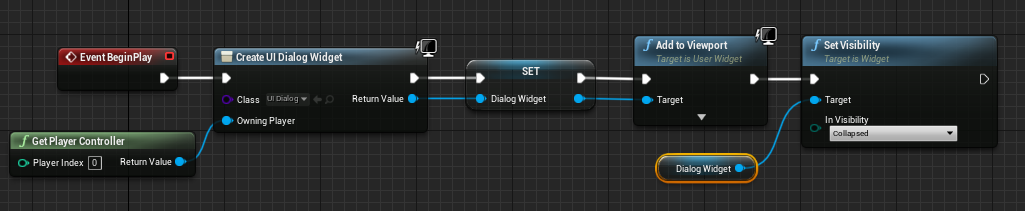 Event BeginPlay
Create UI Dialog Widget
Class
UI Dialog
Return Value
Owning Player
Get Player Controller
Player Index
0
Return Value
SET
Dialog Widget
Add to Viewport
Target is User Widget
Target
Dialog Widget
Set Visibility
Target is Widget
Target
In Visibility
Collapsed